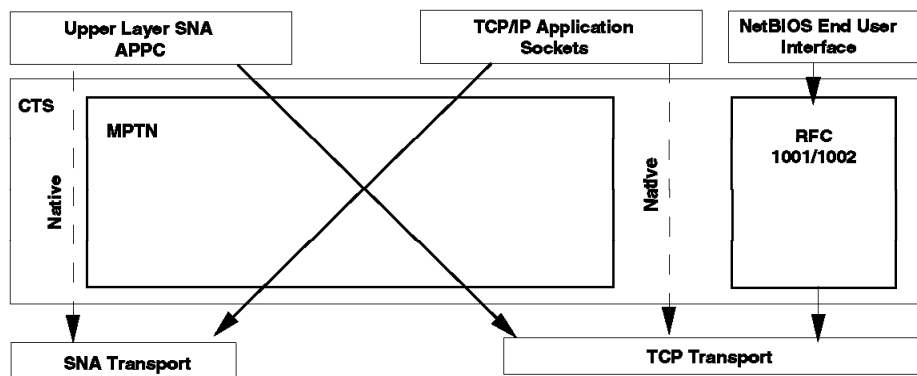 Upper Layer SNA
APPC
TCP/IP Application
Sockets
NetBIOS End User
Interface
CTS
MPTN
RFC
1001/1002
Native
Native
SNA Transport
TCP Transport